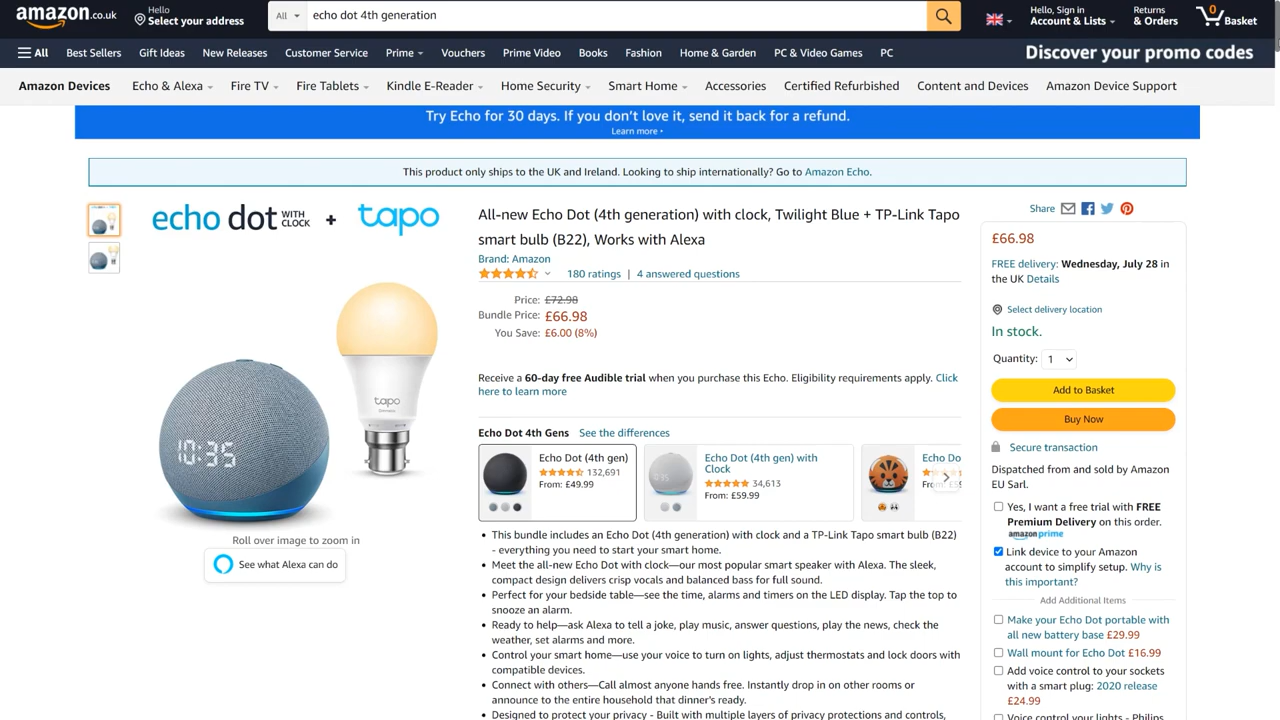 amazon.co.uk
Hello
Select your address
All
echo dot 4th generation
Hello, Sign in
Account & Lists
Returns
& Orders
0
Basket
All
Best Sellers
Gift Ideas
New Releases
Customer Service
Prime
Vouchers
Prime Video
Books
Fashion
Home & Garden
PC & Video Games
PC
Discover your promo codes
Amazon Devices
Echo & Alexa
Fire TV
Fire Tablets
Kindle E-Reader
Home Security
Smart Home
Accessories
Certified Refurbished
Content and Devices
Amazon Device Support
Try Echo for 30 days. If you don't love it, send it back for a refund.
Learn more
This product only ships to the UK and Ireland. Looking to ship internationally? Go to Amazon Echo.
echo dot WITH CLOCK + tapo
10:35
tapo
Roll over image to zoom in
See what Alexa can do
All-new Echo Dot (4th generation) with clock, Twilight Blue + TP-Link Tapo
smart bulb (B22), Works with Alexa
Brand: Amazon
180 ratings | 4 answered questions
Price: £72.98
Bundle Price: £66.98
You Save: £6.00 (8%)
Receive a 60-day free Audible trial when you purchase this Echo. Eligibility requirements apply. Click
here to learn more
Echo Dot 4th Gens See the differences
Echo Dot (4th gen)
132,691
From: £49.99
Echo Dot (4th gen) with
Clock
34,613
From: £59.99
Echo Do
• This bundle includes an Echo Dot (4th generation) with clock and a TP-Link Tapo smart bulb (B22)
- everything you need to start your smart home.
• Meet the all-new Echo Dot with clock—our most popular smart speaker with Alexa. The sleek,
compact design delivers crisp vocals and balanced bass for full sound.
• Perfect for your bedside table—see the time, alarms and timers on the LED display. Tap the top to
snooze an alarm.
• Ready to help—ask Alexa to tell a joke, play music, answer questions, play the news, check the
weather, set alarms and more.
• Control your smart home—use your voice to turn on lights, adjust thermostats and lock doors with
compatible devices.
• Connect with others—Call almost anyone hands free. Instantly drop in on other rooms or
announce to the entire household that dinner's ready.
• Designed to protect your privacy - Built with multiple layers of privacy protections and controls,
Share
£66.98
FREE delivery: Wednesday, July 28 in
the UK Details
Select delivery location
In stock.
Quantity: 1
Add to Basket
Buy Now
Secure transaction
Dispatched from and sold by Amazon
EU Sarl.
Yes, I want a free trial with FREE
Premium Delivery on this order.
amazon prime
Link device to your Amazon
account to simplify setup. Why is
this important?
Add Additional Items
Make your Echo Dot portable with
all new battery base £29.99
Wall mount for Echo Dot £16.99
Add voice control to your sockets
with a smart plug: 2020 release
£24.99
Voice control your lights - Philips